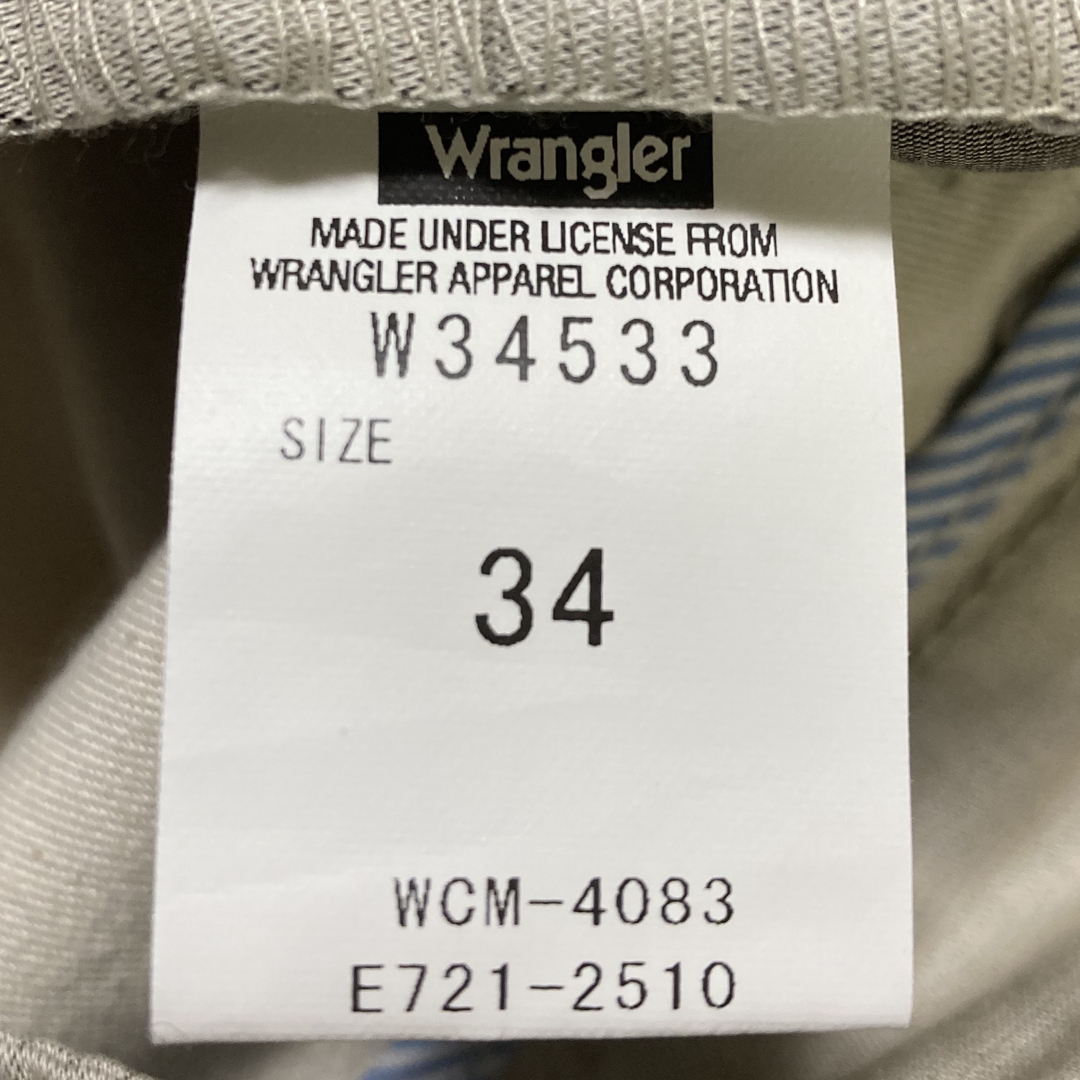 Wrangler
MADE UNDER LICENSE FROM
WRANGLER APPAREL CORPORATION
W34533
SIZE
34
WCM-4083
E721-2510